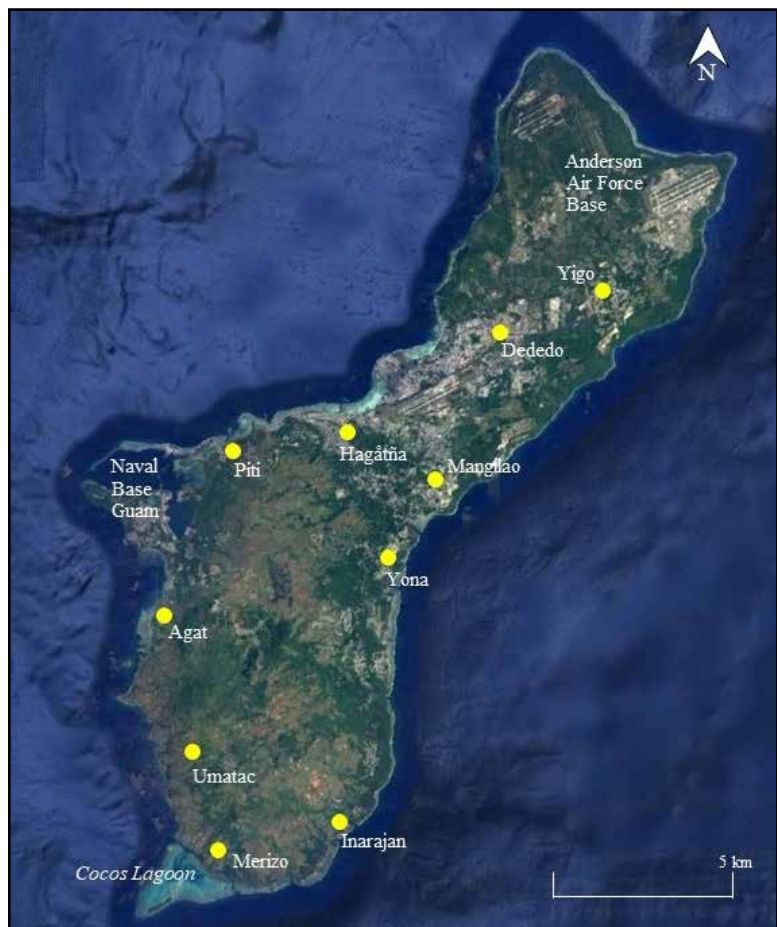 N
Anderson
Air Force
Base
Yigo
Dededo
Hagåtña
Mangilao
Piti
Naval
Base
Guam
Yona
Agat
Umatac
Inarajan
Merizo
Cocos Lagoon
5 km